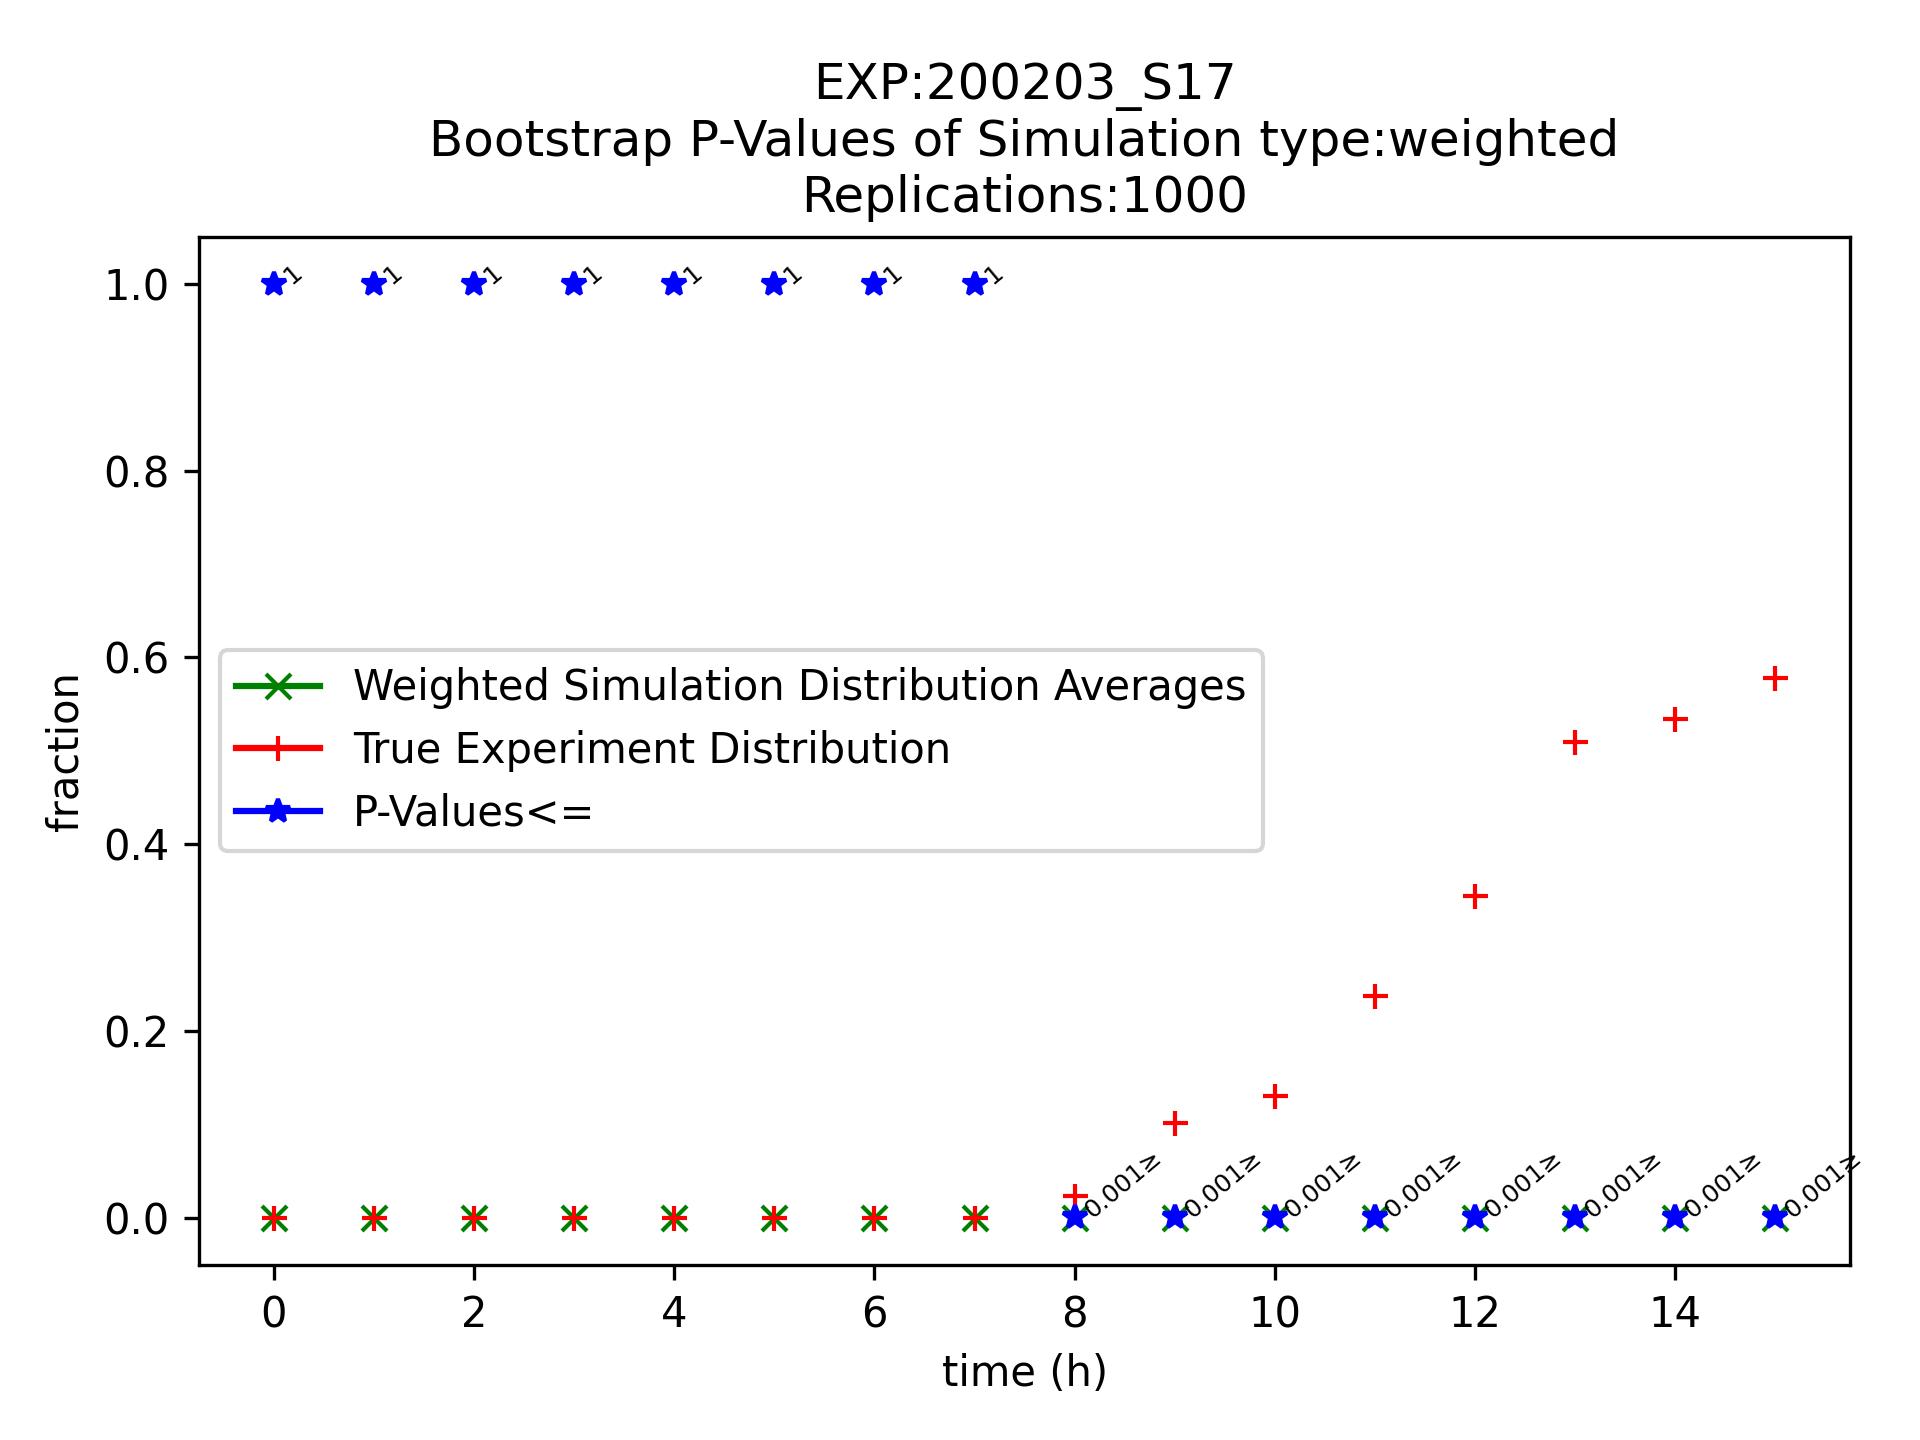 EXP:200203_S17
Bootstrap P-Values of Simulation type:weighted
Replications:1000
1.0
0.8
0.6
0.4
0.2
0.0
fraction
1 1 1 1 1 1 1 1
Weighted Simulation Distribution Averages
True Experiment Distribution
P-Values<=
0.001≥ 0.001≥ 0.001≥ 0.001≥ 0.001≥ 0.001≥ 0.001≥ 0.001≥
0 2 4 6 8 10 12 14
time (h)